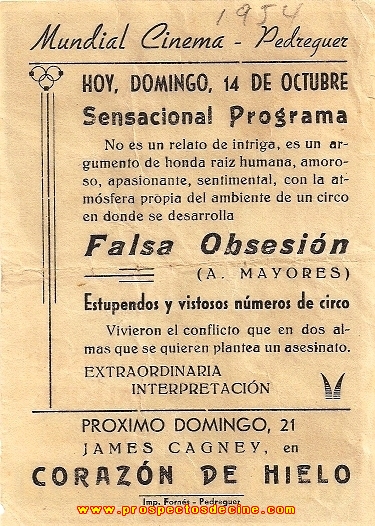 1954
Mundial Cinema - Pedreguer
HOY, DOMINGO, 14 DE OCTUBRE
Sensacional Programa
No es un relato de intriga, es un ar-
gumento de honda raiz humana, amoro-
so, apasionante, sentimental, con la at-
mósfera propia del ambiente de un circo
en donde se desarrolla
Falsa Obsesión
(A. MAYORES)
Estupendos y vistosos números de circo
Vivieron el conflicto que en dos al-
mas que se quieren plantea un asesinato.
EXTRAORDINARIA
INTERPRETACIÓN
PROXIMO DOMINGO, 21
JAMES CAGNEY, en
CORAZÓN DE HIELO
Imp. Fornés - Pedreguer
www.prospectosdecine.com